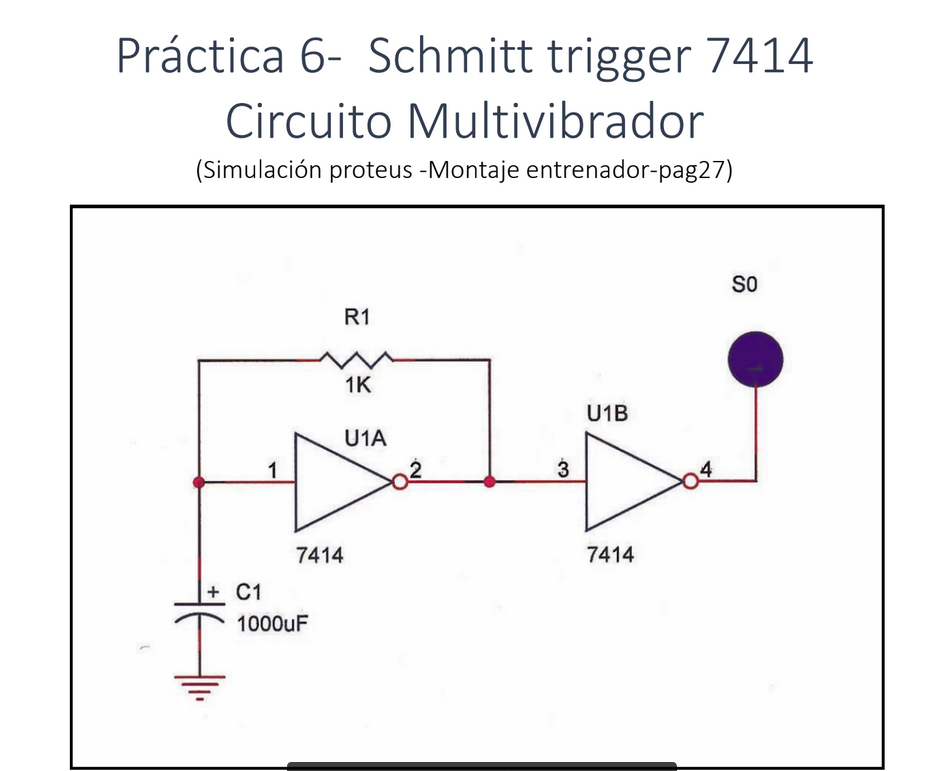 Práctica 6-  Schmitt trigger 7414
Circuito Multivibrador
(Simulación proteus -Montaje entrenador-pag27)
S0
R1
1K
U1A
U1B
1
2
3
4
7414
7414
+ C1
1000uF